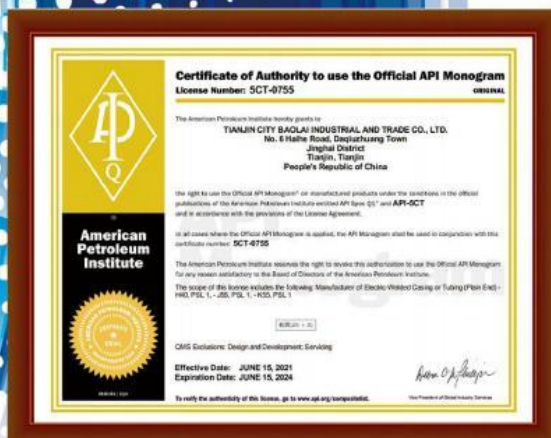 Certificate of Authority to use the Official API Monogram
License Number: 5CT-0755
ORIGINAL
The American Petroleum Institute hereby grants to
TIANJIN CITY BAOLAI INDUSTRIAL AND TRADE CO., LTD.
No. 6 Haihe Road, Daqiuzhuang Town
Jinghai District
Tianjin, Tianjin
People's Republic of China
the right to use the Official API Monogram® on manufactured products under the conditions in the official
publications of the American Petroleum Institute entitled API Spec Q1® and API-5CT
and in accordance with the provisions of the License Agreement.
In all cases where the Official API Monogram is applied, the API Monogram shall be used in conjunction with this
certificate number: 5CT-0755
The American Petroleum Institute reserves the right to revoke this authorization to use the Official API Monogram
for any reason satisfactory to the Board of Directors of the American Petroleum Institute.
The scope of this license includes the following: Manufacturer of Electric-Welded Casing or Tubing (Plain End) -
H40, PSL 1, - J55, PSL 1, - K55, PSL 1
QMS Exclusions: Design and Development; Servicing
Effective Date: JUNE 15, 2021
Expiration Date: JUNE 15, 2024
To verify the authenticity of this license, go to www.api.org/compositelist.
Vice President of Global Industry Services
API
Q
American
Petroleum
Institute